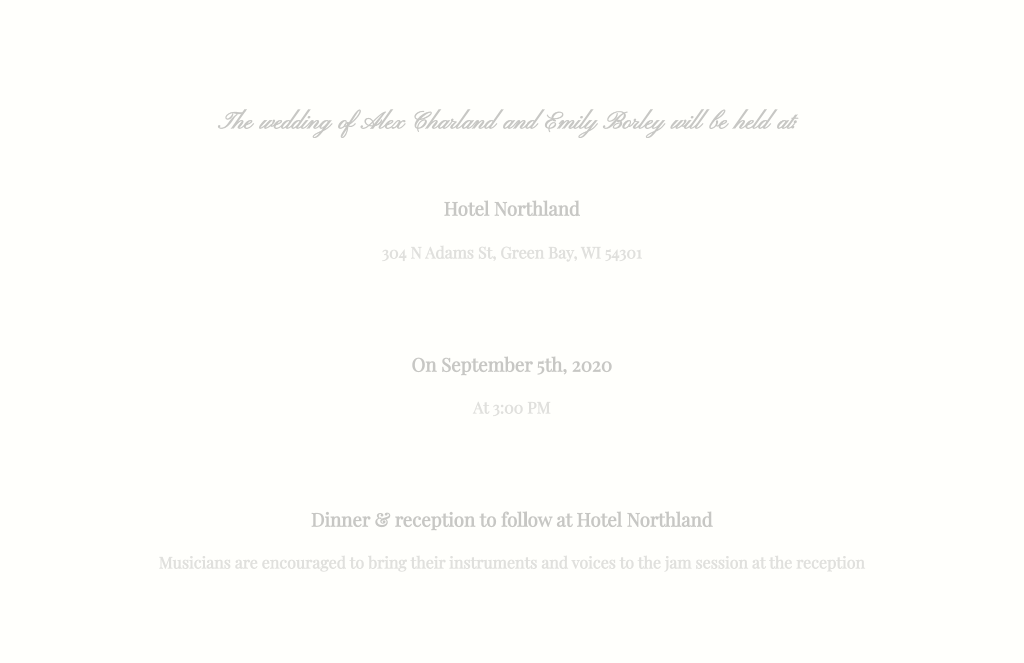 The wedding of Alex Charland and Emily Borley will be held at:
Hotel Northland
304 N Adams St, Green Bay, WI 54301
On September 5th, 2020
At 3:00 PM
Dinner & reception to follow at Hotel Northland
Musicians are encouraged to bring their instruments and voices to the jam session at the reception